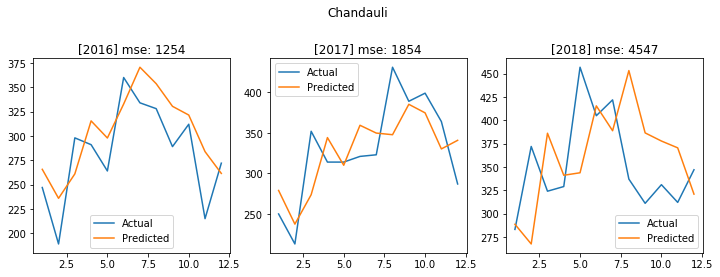 Chandauli
[2016] mse: 1254
375
350
325
300
275
250
225
200
2.5 5.0 7.5 10.0 12.5
Actual
Predicted
[2017] mse: 1854
400
350
300
250
2.5 5.0 7.5 10.0 12.5
Actual
Predicted
[2018] mse: 4547
450
425
400
375
350
325
300
275
2.5 5.0 7.5 10.0 12.5
Actual
Predicted